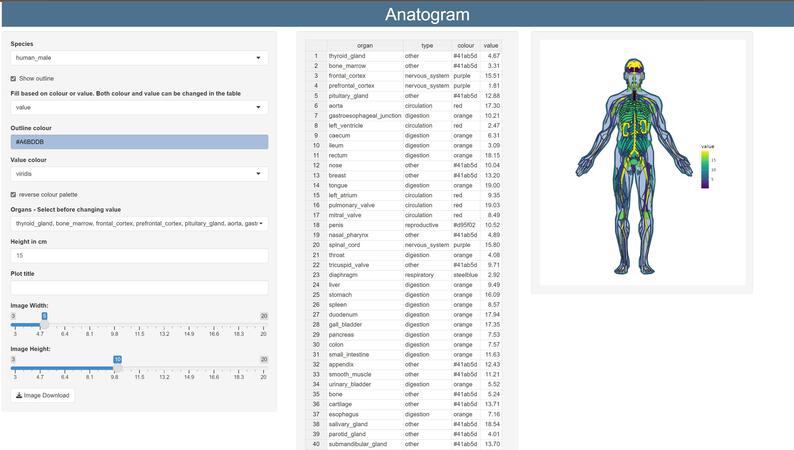 Anatogram
Species
human_male
Show outline
Fill based on colour or value. Both colour and value can be changed in the table
value
Outline colour
#A6BDDB
Value colour
viridis
reverse colour palette
Organs - Select before changing value
thyroid_gland, bone_marrow, frontal_cortex, prefrontal_cortex, pituitary_gland, aorta, gastr
Height in cm
15
Plot title
Image Width:
3 5 20
3 4.7 6.4 8.1 9.8 11.5 13.2 14.9 16.6 18.3 20
Image Height:
3 10 20
3 4.7 6.4 8.1 9.8 11.5 13.2 14.9 16.6 18.3 20
Image Download
organ type colour value
1 thyroid_gland other #41ab5d 4.67
2 bone_marrow other #41ab5d 3.31
3 frontal_cortex nervous_system purple 15.51
4 prefrontal_cortex nervous_system purple 1.81
5 pituitary_gland other #41ab5d 12.88
6 aorta circulation red 17.30
7 gastroesophageal_junction digestion orange 10.21
8 left_ventricle circulation red 2.47
9 caecum digestion orange 6.31
10 ileum digestion orange 3.09
11 rectum digestion orange 18.15
12 nose other #41ab5d 10.04
13 breast other #41ab5d 13.20
14 tongue digestion orange 19.00
15 left_atrium circulation red 9.35
16 pulmonary_valve circulation red 19.03
17 mitral_valve circulation red 8.49
18 penis reproductive #d95f02 10.52
19 nasal_pharynx other #41ab5d 4.89
20 spinal_cord nervous_system purple 15.80
21 throat digestion orange 4.08
22 tricuspid_valve other #41ab5d 9.71
23 diaphragm respiratory steelblue 2.92
24 liver digestion orange 9.49
25 stomach digestion orange 16.09
26 spleen digestion orange 8.57
27 duodenum digestion orange 17.94
28 gall_bladder digestion orange 17.35
29 pancreas digestion orange 7.53
30 colon digestion orange 7.57
31 small_intestine digestion orange 11.63
32 appendix other #41ab5d 12.43
33 smooth_muscle other #41ab5d 11.21
34 urinary_bladder digestion orange 5.52
35 bone other #41ab5d 5.24
36 cartilage other #41ab5d 13.71
37 esophagus digestion orange 7.16
38 salivary_gland other #41ab5d 18.54
39 parotid_gland other #41ab5d 4.01
40 submandibular_gland other #41ab5d 13.70
value
15
10
5